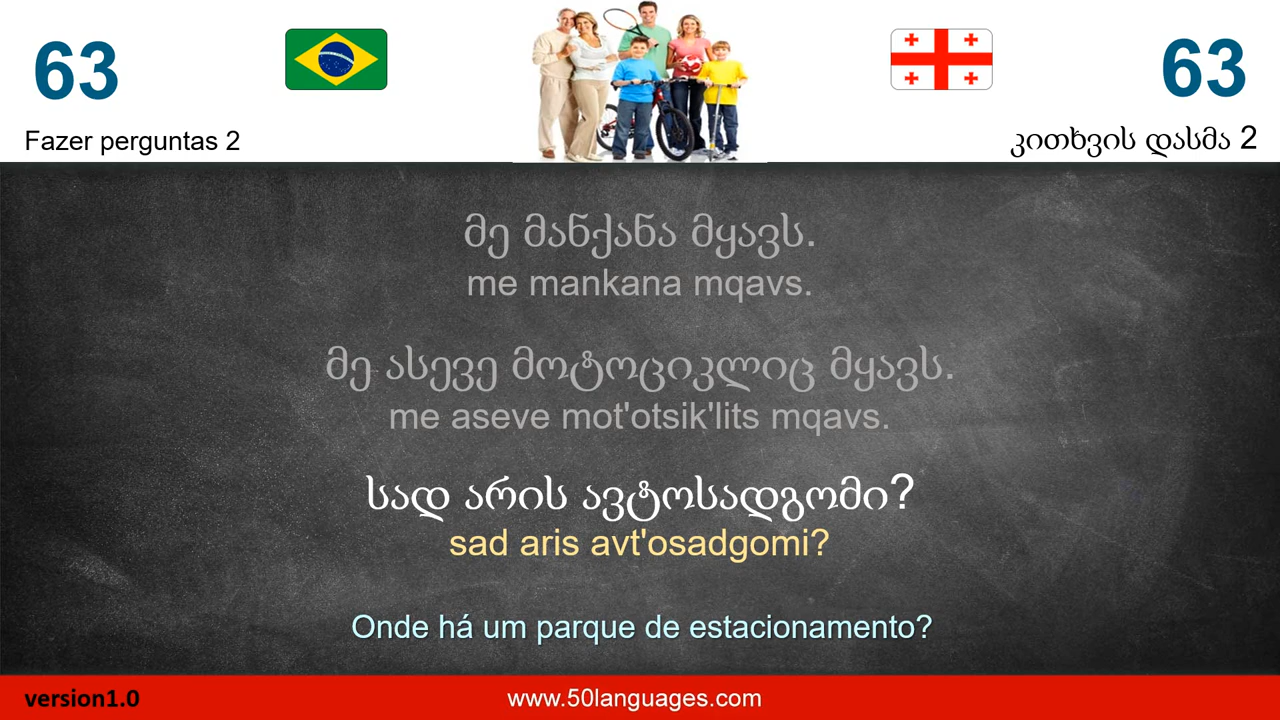 63
63
Fazer perguntas 2
კითხვის დასმა 2
მე მანქანა მყავს.
me mankana mqavs.
მე ასევე მოტოციკლიც მყავს.
me aseve mot'otsik'lits mqavs.
სად არის ავტოსადგომი?
sad aris avt'osadgomi?
Onde há um parque de estacionamento?
version1.0
www.50languages.com